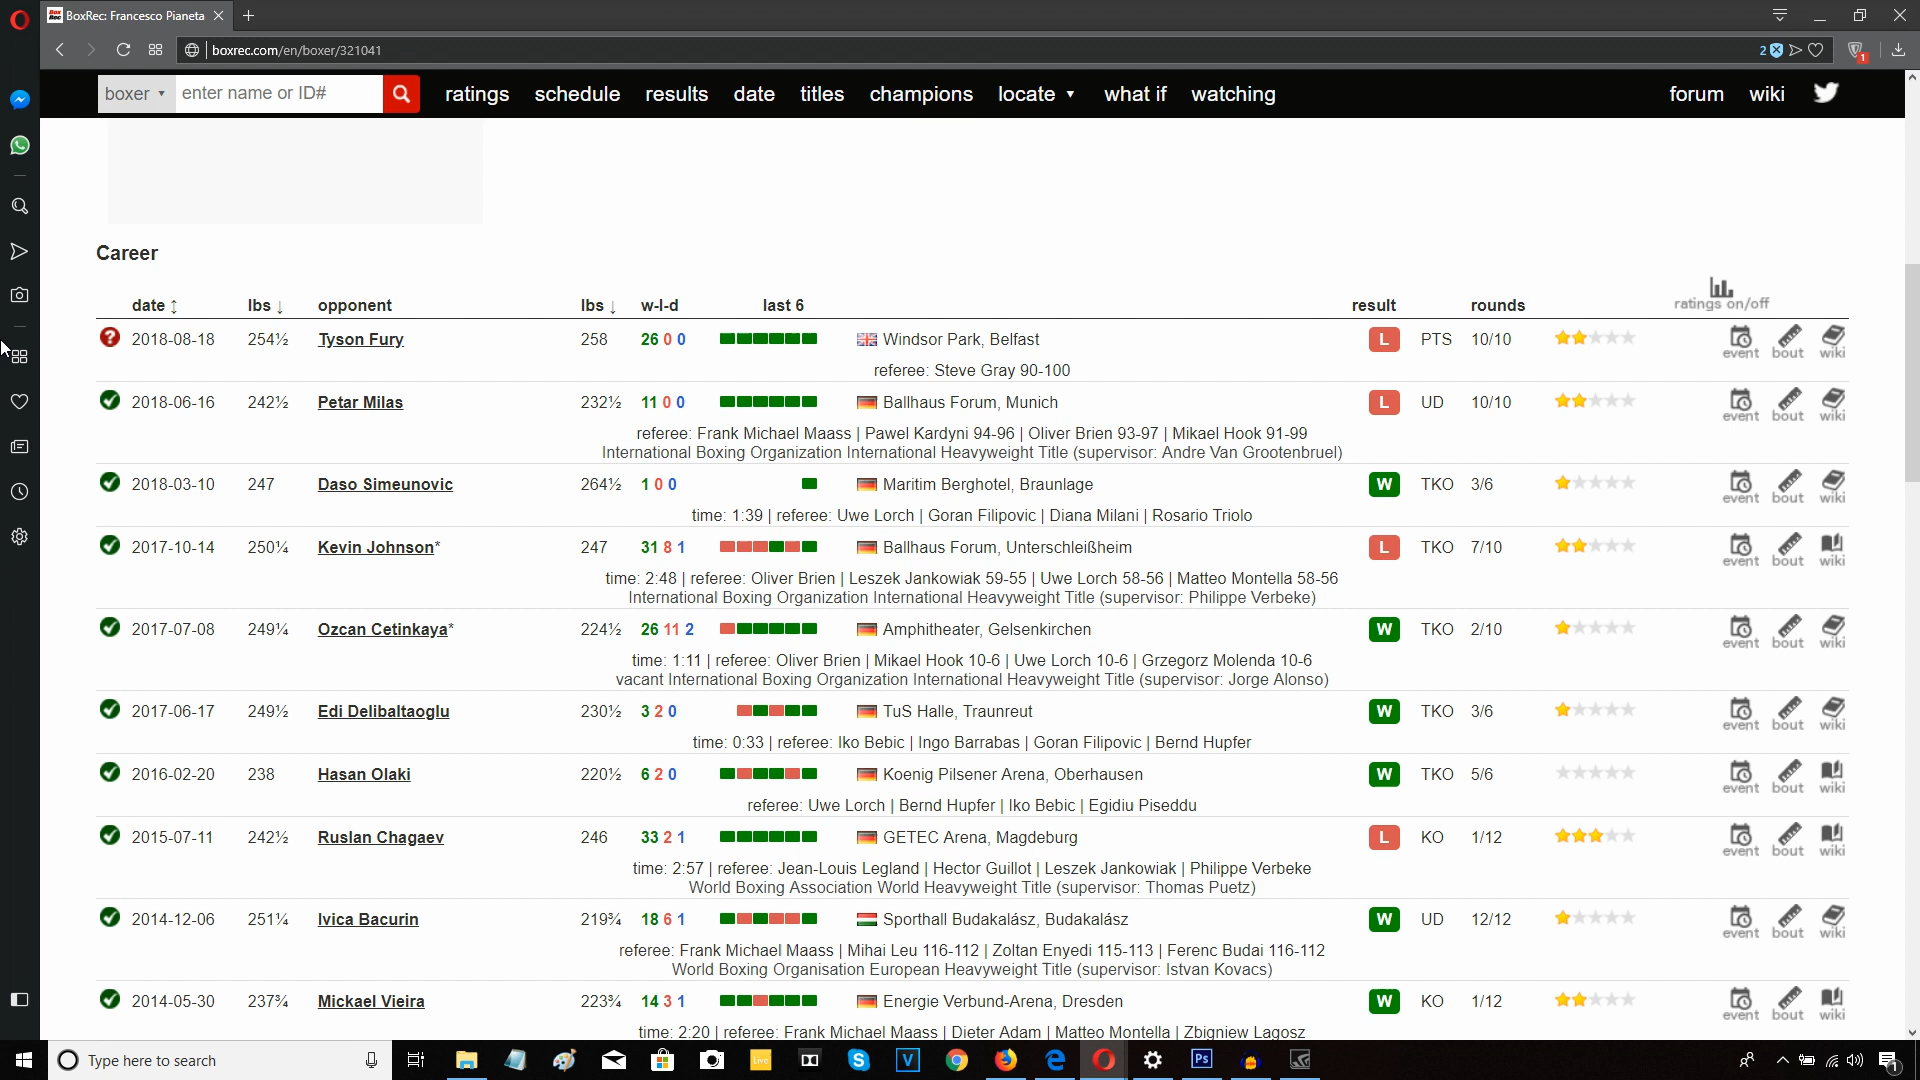 BoxRec: Francesco Pianeta
boxrec.com/en/boxer/321041
2
1
boxer
enter name or ID#
ratings schedule results date titles champions locate what if watching forum wiki
Career
ratings on/off
date lbs opponent lbs w-l-d last 6 result rounds
2018-08-18 254½ Tyson Fury 258 26 0 0 Windsor Park, Belfast L PTS 10/10 event bout wiki
referee: Steve Gray 90-100
2018-06-16 242½ Petar Milas 232½ 11 0 0 Ballhaus Forum, Munich L UD 10/10 event bout wiki
referee: Frank Michael Maass | Pawel Kardyni 94-96 | Oliver Brien 93-97 | Mikael Hook 91-99
International Boxing Organization International Heavyweight Title (supervisor: Andre Van Grootenbruel)
2018-03-10 247 Daso Simeunovic 264½ 1 0 0 Maritim Berghotel, Braunlage W TKO 3/6 event bout wiki
time: 1:39 | referee: Uwe Lorch | Goran Filipovic | Diana Milani | Rosario Triolo
2017-10-14 250¼ Kevin Johnson* 247 31 8 1 Ballhaus Forum, Unterschleißheim L TKO 7/10 event bout wiki
time: 2:48 | referee: Oliver Brien | Leszek Jankowiak 59-55 | Uwe Lorch 58-56 | Matteo Montella 58-56
International Boxing Organization International Heavyweight Title (supervisor: Philippe Verbeke)
2017-07-08 249¼ Ozcan Cetinkaya* 224½ 26 11 2 Amphitheater, Gelsenkirchen W TKO 2/10 event bout wiki
time: 1:11 | referee: Oliver Brien | Mikael Hook 10-6 | Uwe Lorch 10-6 | Grzegorz Molenda 10-6
vacant International Boxing Organization International Heavyweight Title (supervisor: Jorge Alonso)
2017-06-17 249½ Edi Delibaltaoglu 230½ 3 2 0 TuS Halle, Traunreut W TKO 3/6 event bout wiki
time: 0:33 | referee: Iko Bebic | Ingo Barrabas | Goran Filipovic | Bernd Hupfer
2016-02-20 238 Hasan Olaki 220½ 6 2 0 Koenig Pilsener Arena, Oberhausen W TKO 5/6 event bout wiki
referee: Uwe Lorch | Bernd Hupfer | Iko Bebic | Egidiu Piseddu
2015-07-11 242½ Ruslan Chagaev 246 33 2 1 GETEC Arena, Magdeburg L KO 1/12 event bout wiki
time: 2:57 | referee: Jean-Louis Legland | Hector Guillot | Leszek Jankowiak | Philippe Verbeke
World Boxing Association World Heavyweight Title (supervisor: Thomas Puetz)
2014-12-06 251¼ Ivica Bacurin 219¾ 18 6 1 Sporthall Budakalász, Budakalász W UD 12/12 event bout wiki
referee: Frank Michael Maass | Mihai Leu 116-112 | Zoltan Enyedi 115-113 | Ferenc Budai 116-112
World Boxing Organisation European Heavyweight Title (supervisor: Istvan Kovacs)
2014-05-30 237¾ Mickael Vieira 223¾ 14 3 1 Energie Verbund-Arena, Dresden W KO 1/12 event bout wiki
time: 2:20 | referee: Frank Michael Maass | Dieter Adam | Matteo Montella | Zbigniew Lagosz
Type here to search
Live
Ps
1